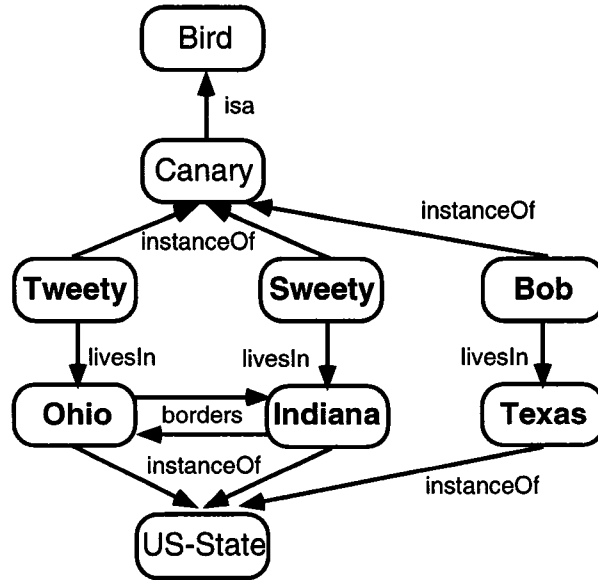 Bird
isa
Canary
instanceOf
instanceOf
Tweety
Sweety
Bob
livesIn
livesIn
livesIn
Ohio
borders
Indiana
Texas
instanceOf
instanceOf
US-State